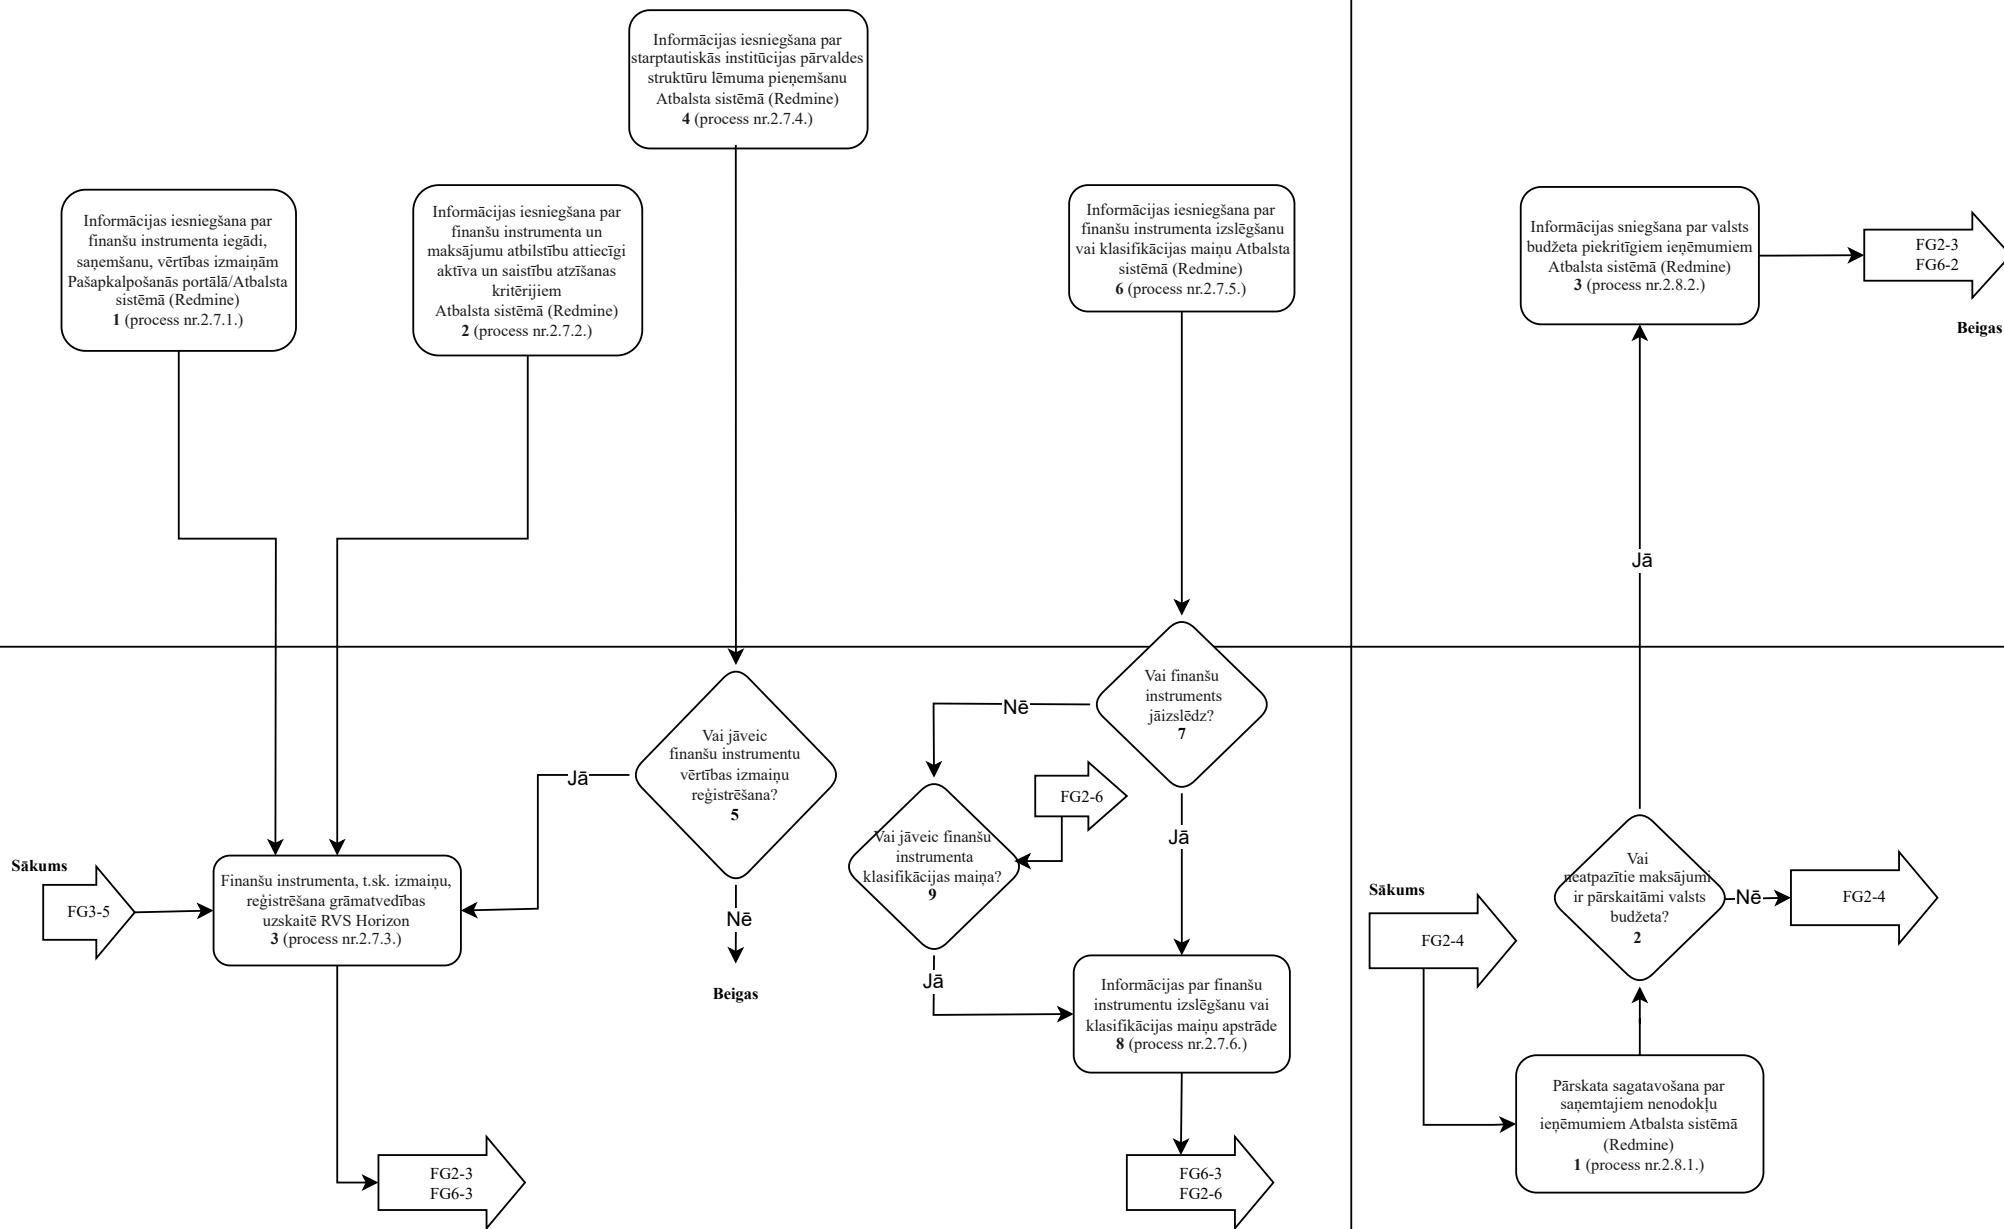 Informācijas iesniegšana par
starptautiskās institūcijas pārvaldes
struktūru lēmuma pieņemšanu
Atbalsta sistēmā (Redmine)
4 (process nr.2.7.4.)
Informācijas iesniegšana par
finanšu instrumenta iegādi,
saņemšanu, vērtības izmaiņām
Pašapkalpošanās portālā/Atbalsta
sistēmā (Redmine)
1 (process nr.2.7.1.)
Informācijas iesniegšana par
finanšu instrumenta un
maksājumu atbilstību attiecīgi
aktīva un saistību atzīšanas
kritērijiem
Atbalsta sistēmā (Redmine)
2 (process nr.2.7.2.)
Informācijas iesniegšana par
finanšu instrumenta izslēgšanu
vai klasifikācijas maiņu Atbalsta
sistēmā (Redmine)
6 (process nr.2.7.5.)
Vai finanšu
instruments
jāizslēdz?
7
Nē
Jā
Vai jāveic
finanšu instrumentu
vērtības izmaiņu
reģistrēšana?
5
Jā
Nē
Beigas
FG2-6
Vai jāveic finanšu
instrumenta
klasifikācijas maiņa?
9
Jā
Sākums
FG3-5
Finanšu instrumenta, t.sk. izmaiņu,
reģistrēšana grāmatvedības
uzskaitē RVS Horizon
3 (process nr.2.7.3.)
Informācijas par finanšu
instrumentu izslēgšanu vai
klasifikācijas maiņu apstrāde
8 (process nr.2.7.6.)
FG2-3
FG6-3
FG6-3
FG2-6
Informācijas sniegšana par valsts
budžeta piekritīgiem ieņēmumiem
Atbalsta sistēmā (Redmine)
3 (process nr.2.8.2.)
FG2-3
FG6-2
Beigas
Jā
Vai
neatpazītie maksājumi
ir pārskaitāmi valsts
budžeta?
2
Nē
FG2-4
Sākums
FG2-4
Pārskata sagatavošana par
saņemtajiem nenodokļu
ieņēmumiem Atbalsta sistēmā
(Redmine)
1 (process nr.2.8.1.)